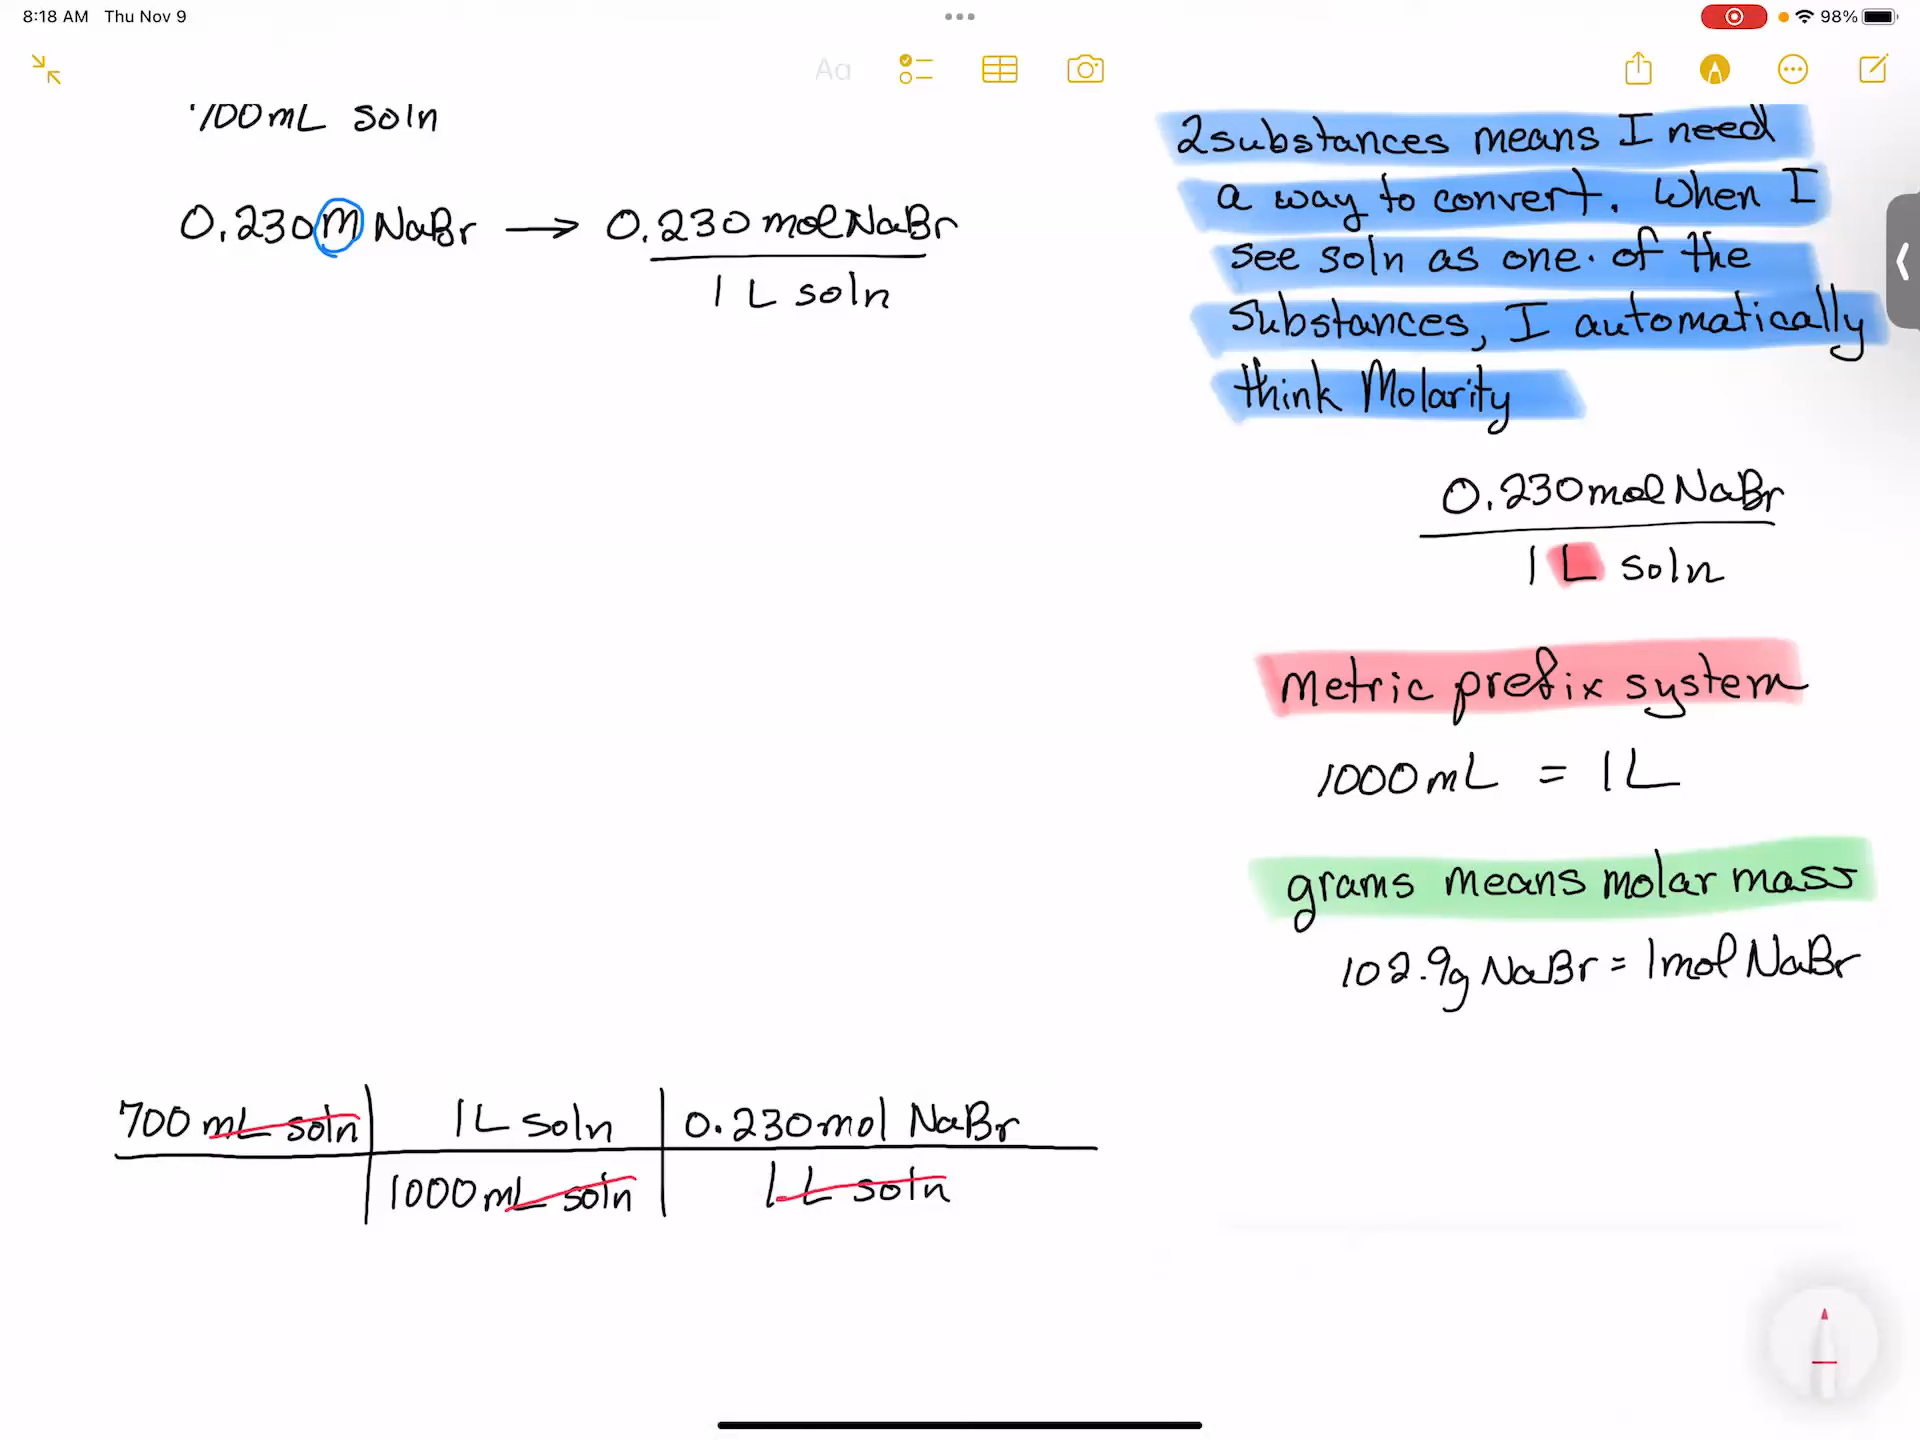 8:18 AM Thu Nov 9
98%
Aa
700mL soln
0.230M NaBr → 0.230 mol NaBr
1 L soln
2 substances means I need
a way to convert. When I
see soln as one of the
substances, I automatically
think Molarity
0.230 mol NaBr
1 L soln
metric prefix system
1000 mL = 1 L
grams means molar mass
102.9g NaBr = 1 mol NaBr
700 mL soln 1 L soln 0.230 mol NaBr
1000 mL soln 1 L soln